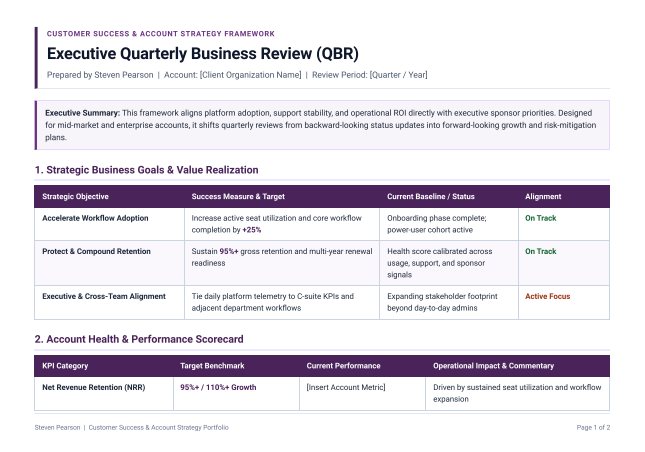 CUSTOMER SUCCESS & ACCOUNT STRATEGY FRAMEWORK
Executive Quarterly Business Review (QBR)
Prepared by Steven Pearson | Account: [Client Organization Name] | Review Period: [Quarter / Year]
Executive Summary: This framework aligns platform adoption, support stability, and operational ROI directly with executive sponsor priorities. Designed
for mid-market and enterprise accounts, it shifts quarterly reviews from backward-looking status updates into forward-looking growth and risk-mitigation
plans.
1. Strategic Business Goals & Value Realization
Strategic Objective Success Measure & Target Current Baseline / Status Alignment
Accelerate Workflow Adoption Increase active seat utilization and core workflow Onboarding phase complete; On Track
completion by +25% power-user cohort active
Protect & Compound Retention Sustain 95%+ gross retention and multi-year renewal Health score calibrated across On Track
readiness usage, support, and sponsor
signals
Executive & Cross-Team Alignment Tie daily platform telemetry to C-suite KPIs and Expanding stakeholder footprint Active Focus
adjacent department workflows beyond day-to-day admins
2. Account Health & Performance Scorecard
KPI Category Target Benchmark Current Performance Operational Impact & Commentary
Net Revenue Retention (NRR) 95%+ / 110%+ Growth [Insert Account Metric] Driven by sustained seat utilization and workflow
expansion
Steven Pearson | Customer Success & Account Strategy Portfolio Page 1 of 2